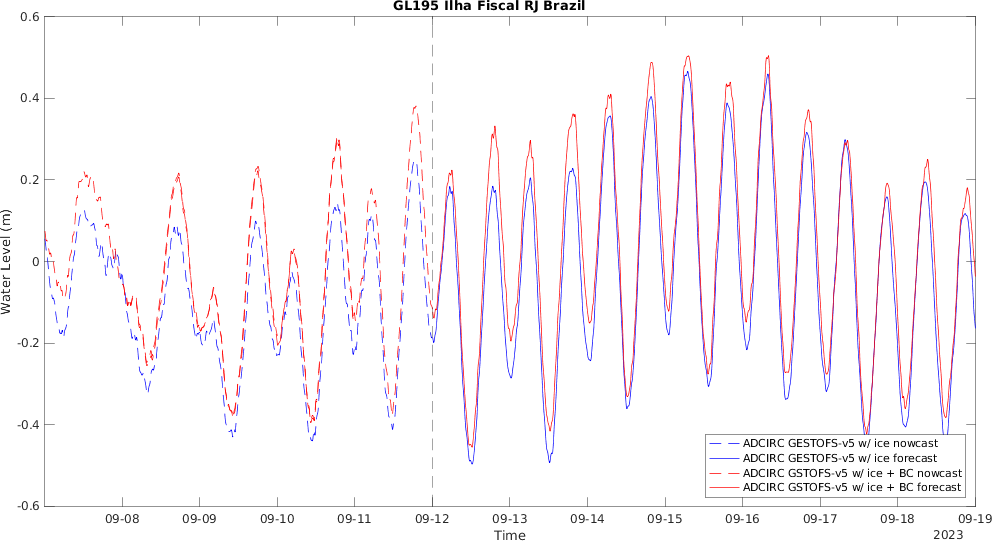 GL195 Ilha Fiscal RJ Brazil
0.6
0.4
0.2
0
-0.2
-0.4
-0.6
Water Level (m)
ADCIRC GESTOFS-v5 w/ ice nowcast
ADCIRC GESTOFS-v5 w/ ice forecast
ADCIRC GSTOFS-v5 w/ ice + BC nowcast
ADCIRC GSTOFS-v5 w/ ice + BC forecast
09-08 09-09 09-10 09-11 09-12 09-13 09-14 09-15 09-16 09-17 09-18 09-19
Time
2023